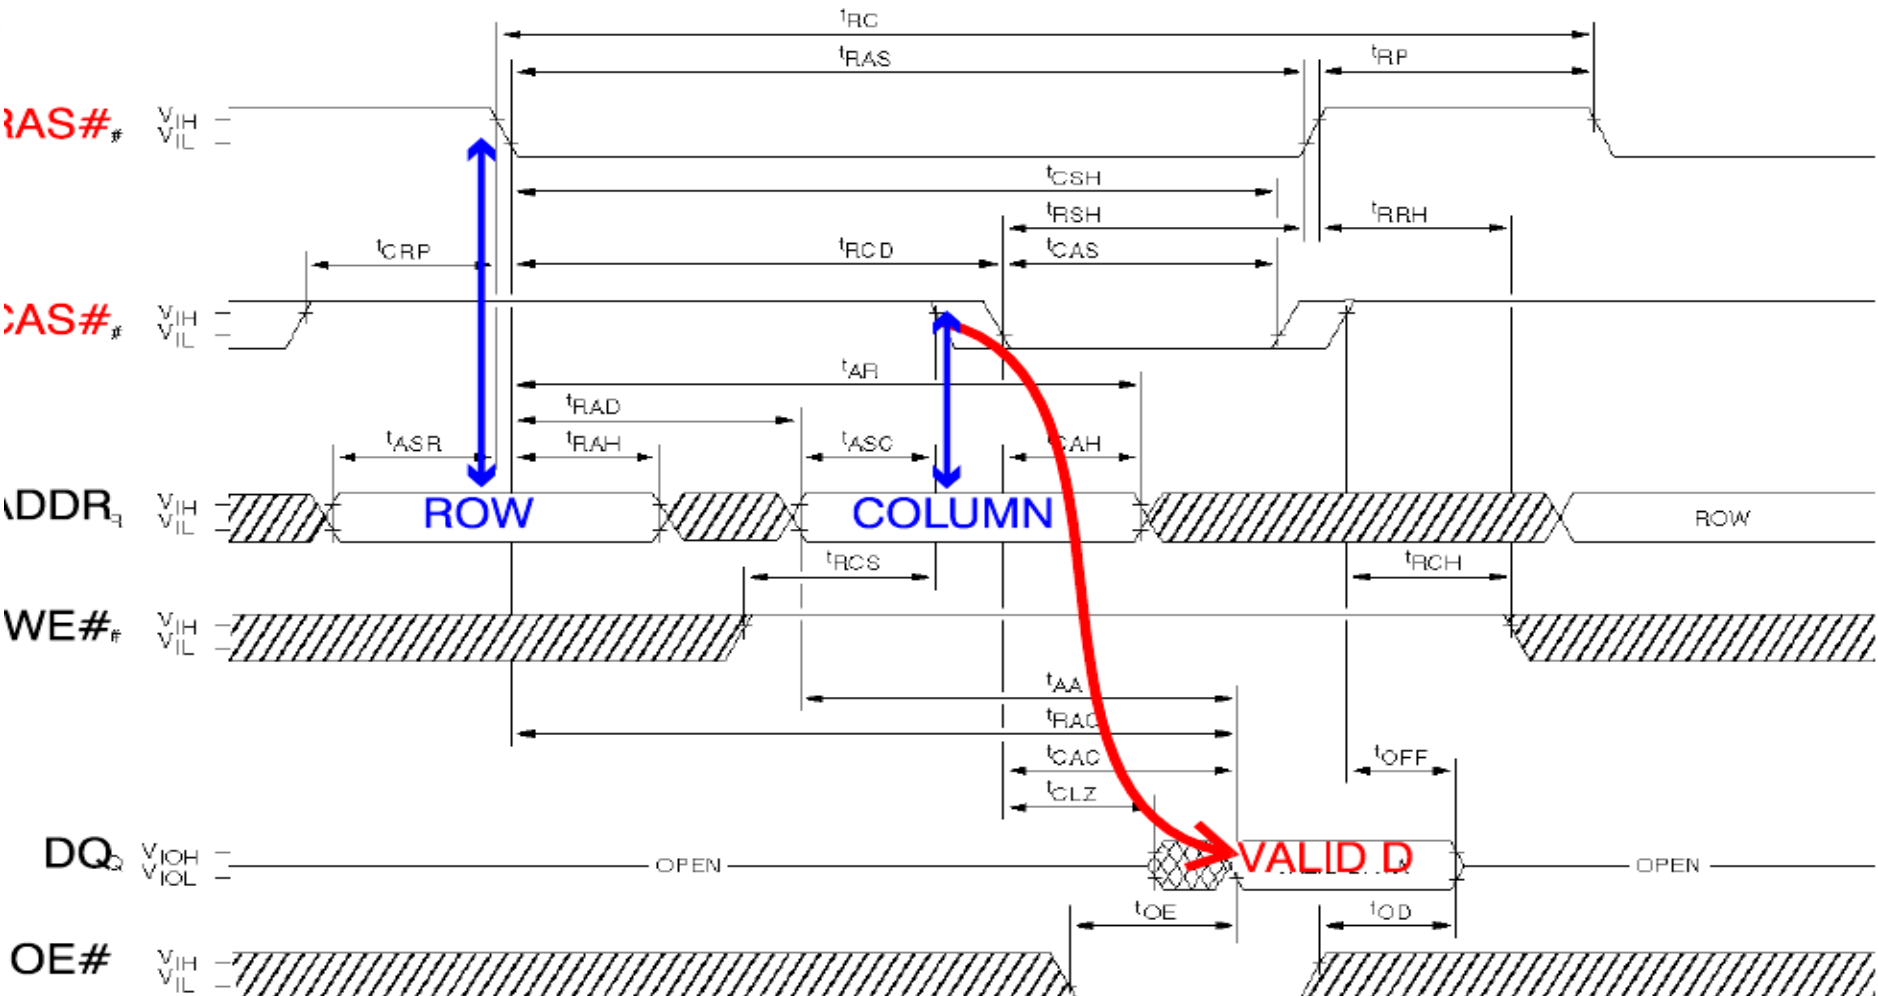 tRC
tRAS tRP
RAS## VIH
VIL
tCSH
tRSH tRRH
tCRP tRCD tCAS
CAS## VIH
VIL
tAR
tRAD
tASR tRAH tASC tCAH
ADDRR VIH
VIL
ROW COLUMN ROW
tRCS tRCH
WE## VIH
VIL
tAA
tRAC
tCAC tOFF
tCLZ
DQQ VIOH
VIOL
OPEN VALID D OPEN
tOE tOD
OE# VIH
VIL